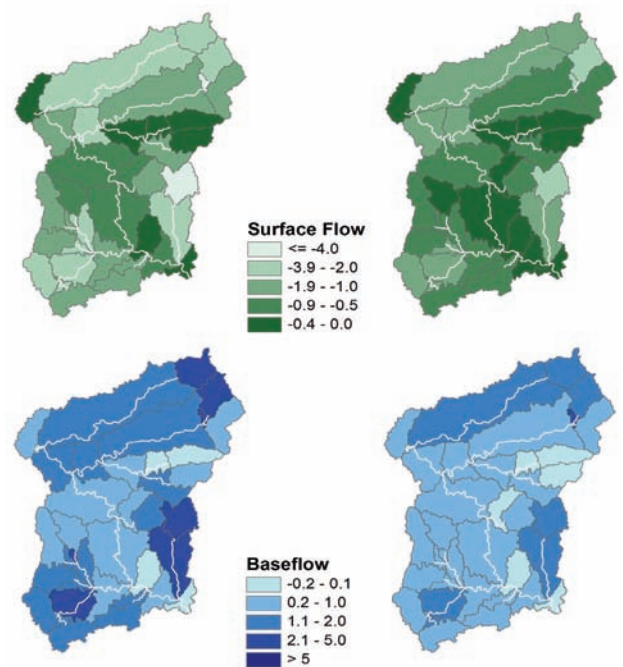 Surface Flow
<= -4.0
-3.9 - -2.0
-1.9 - -1.0
-0.9 - -0.5
-0.4 - 0.0
Baseflow
-0.2 - 0.1
0.2 - 1.0
1.1 - 2.0
2.1 - 5.0
> 5